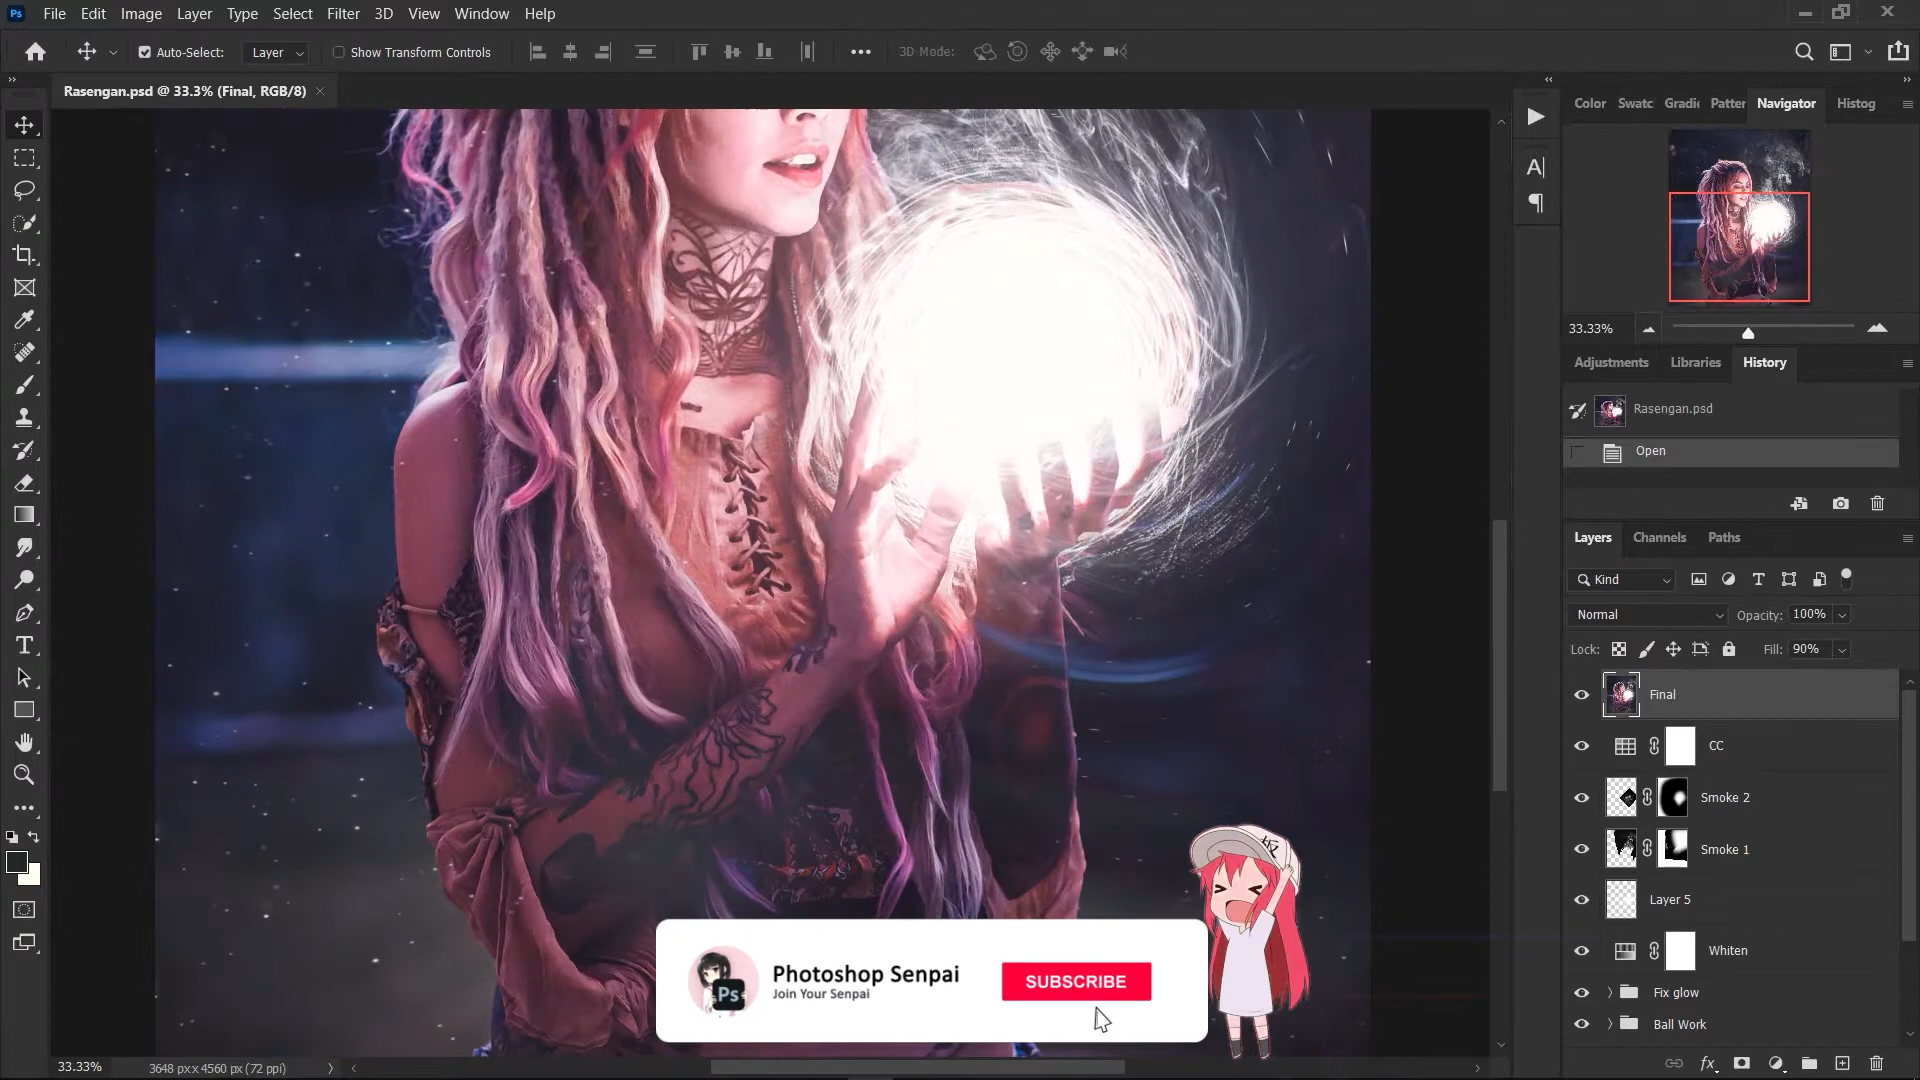 Ps File Edit Image Layer Type Select Filter 3D View Window Help
Auto-Select: Layer Show Transform Controls 3D Mode:
Rasengan.psd @ 33.3% (Final, RGB/8)
Color Swatc Gradie Patter Navigator Histog
33.33%
Adjustments Libraries History
Rasengan.psd
Open
Layers Channels Paths
Kind
Normal Opacity: 100%
Lock: Fill: 90%
Final
CC
Smoke 2
Smoke 1
Layer 5
Whiten
Fix glow
Ball Work
Ps
Photoshop Senpai
Join Your Senpai
SUBSCRIBE
33.33% 3648 px x 4560 px (72 ppi)
fx